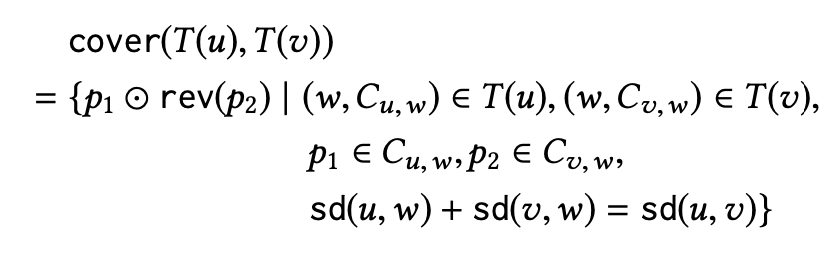 cover(T(u), T(v))
= {p₁ ⊙ rev(p₂) | (w, C_{u,w}) ∈ T(u), (w, C_{v,w}) ∈ T(v),
p₁ ∈ C_{u,w}, p₂ ∈ C_{v,w},
sd(u, w) + sd(v, w) = sd(u, v)}